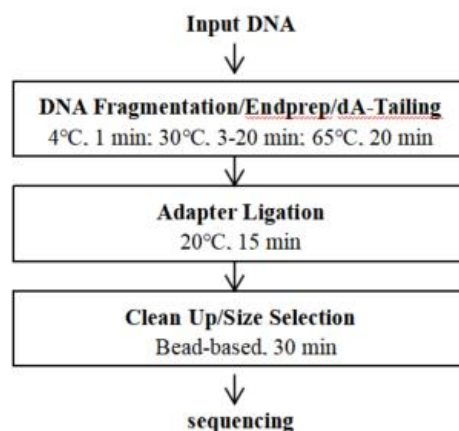 Input DNA
DNA Fragmentation/Endprep/dA-Tailing
4℃, 1 min; 30℃, 3-20 min; 65℃, 20 min
Adapter Ligation
20℃, 15 min
Clean Up/Size Selection
Bead-based, 30 min
sequencing